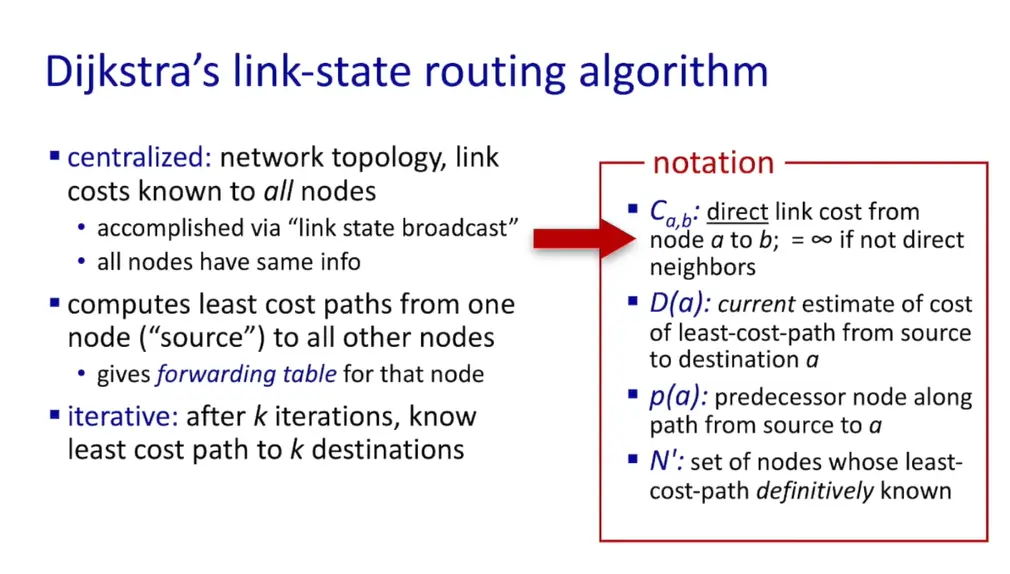 Dijkstra’s link-state routing algorithm
▪ centralized: network topology, link
costs known to all nodes
• accomplished via “link state broadcast”
• all nodes have same info
▪ computes least cost paths from one
node (“source”) to all other nodes
• gives forwarding table for that node
▪ iterative: after k iterations, know
least cost path to k destinations
notation
▪ Ca,b: direct link cost from
node a to b; = ∞ if not direct
neighbors
▪ D(a): current estimate of cost
of least-cost-path from source
to destination a
▪ p(a): predecessor node along
path from source to a
▪ N': set of nodes whose least-
cost-path definitively known